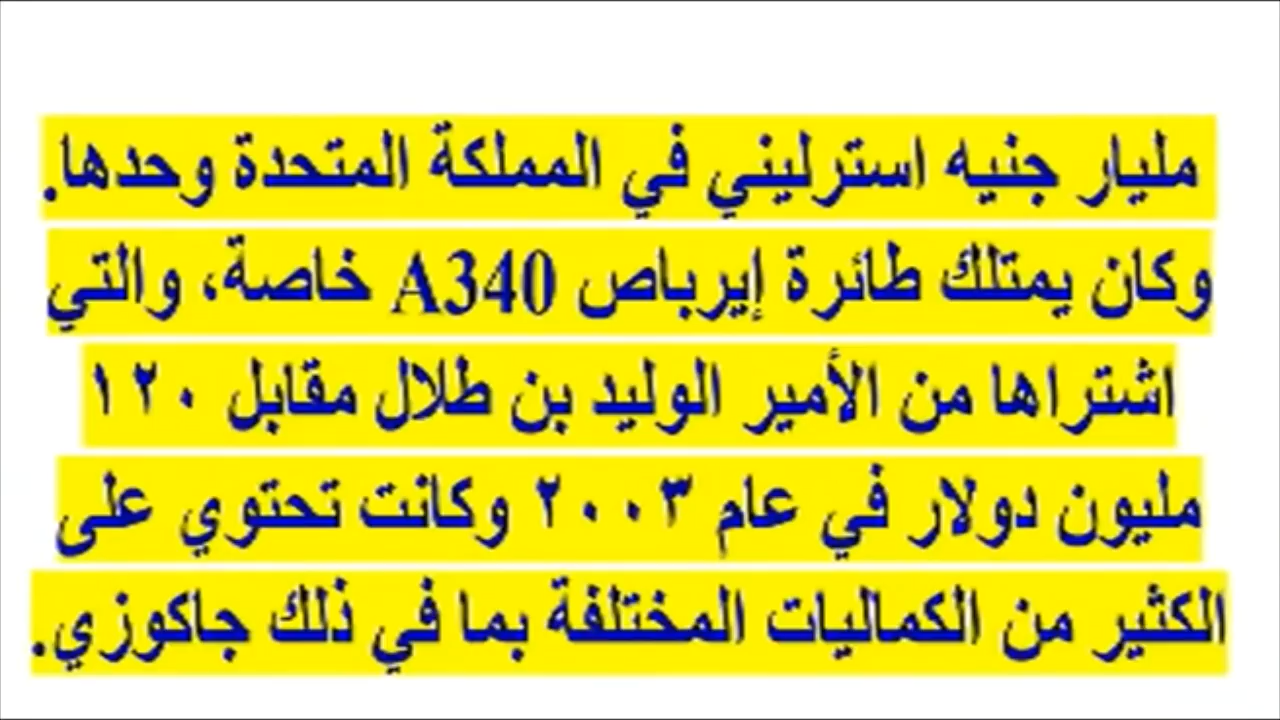 مليار جنيه استرليني في المملكة المتحدة وحدها.
وكان يمتلك طائرة إيرباص A340 خاصة، والتي
اشتراها من الأمير الوليد بن طلال مقابل ١٢٠
مليون دولار في عام ٢٠٠٣ وكانت تحتوي على
الكثير من الكماليات المختلفة بما في ذلك جاكوزي.